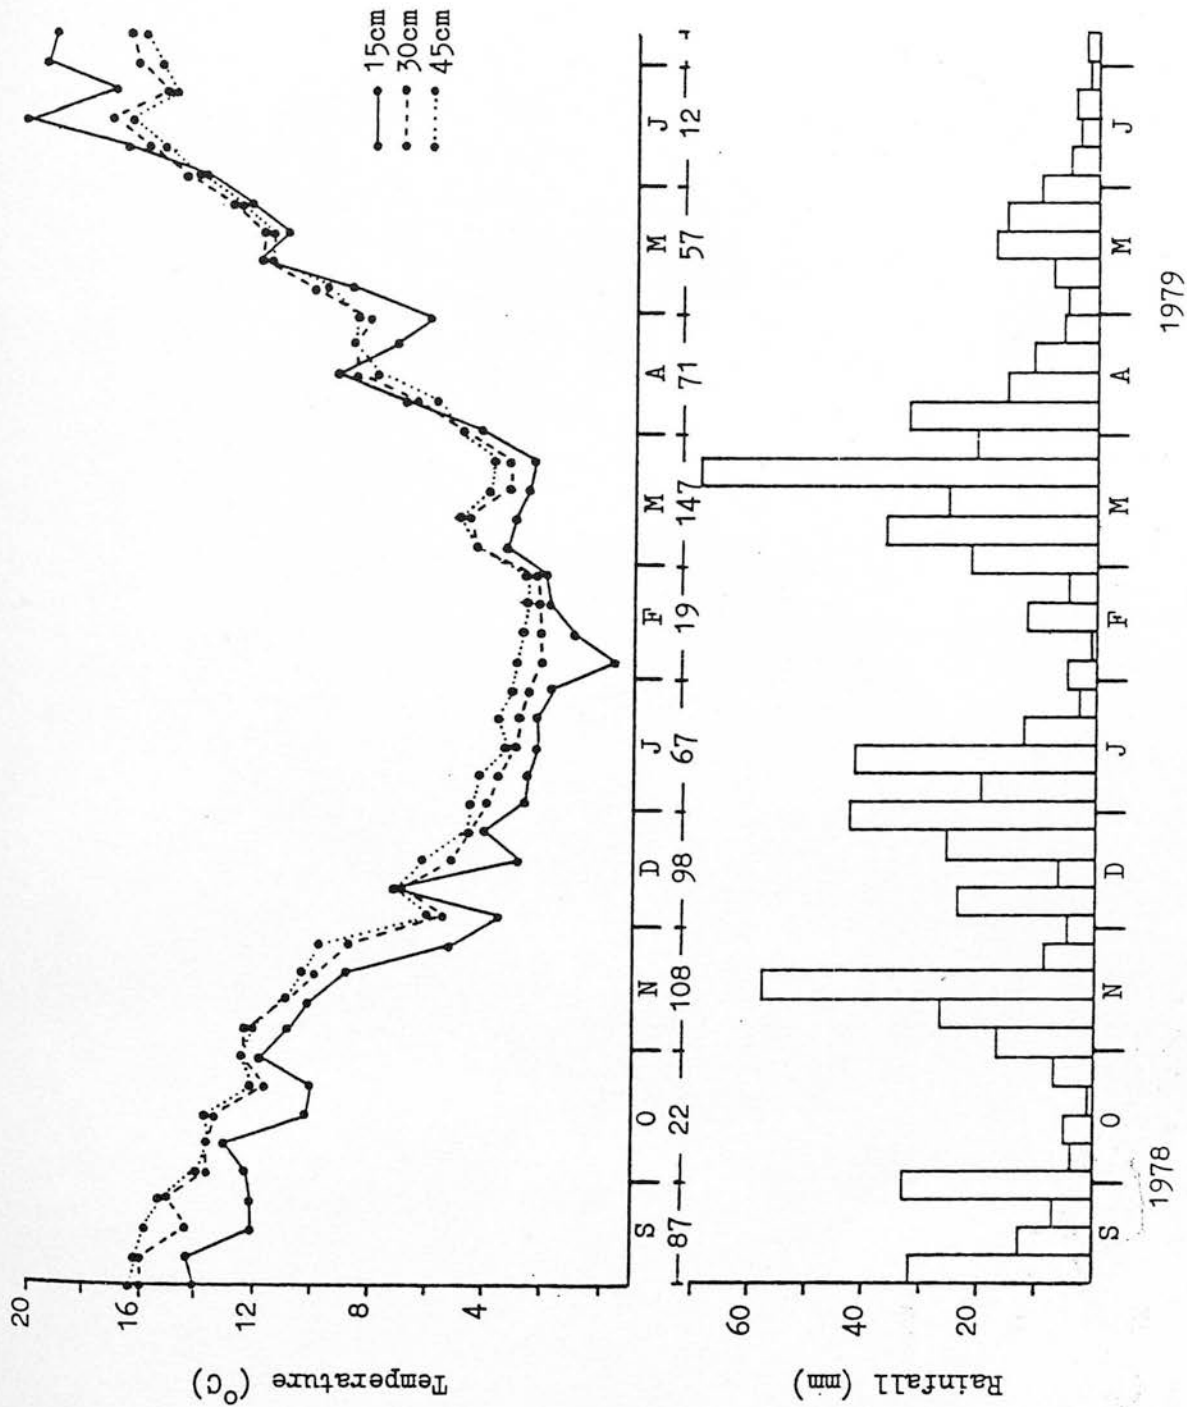 Temperature (°C)
20
16
12
8
4
15cm
30cm
45cm
S O N D J F M A M J
87 22 108 98 67 19 147 71 57 12
Rainfall (mm)
60
40
20
S O N D J F M A M J
1978 1979